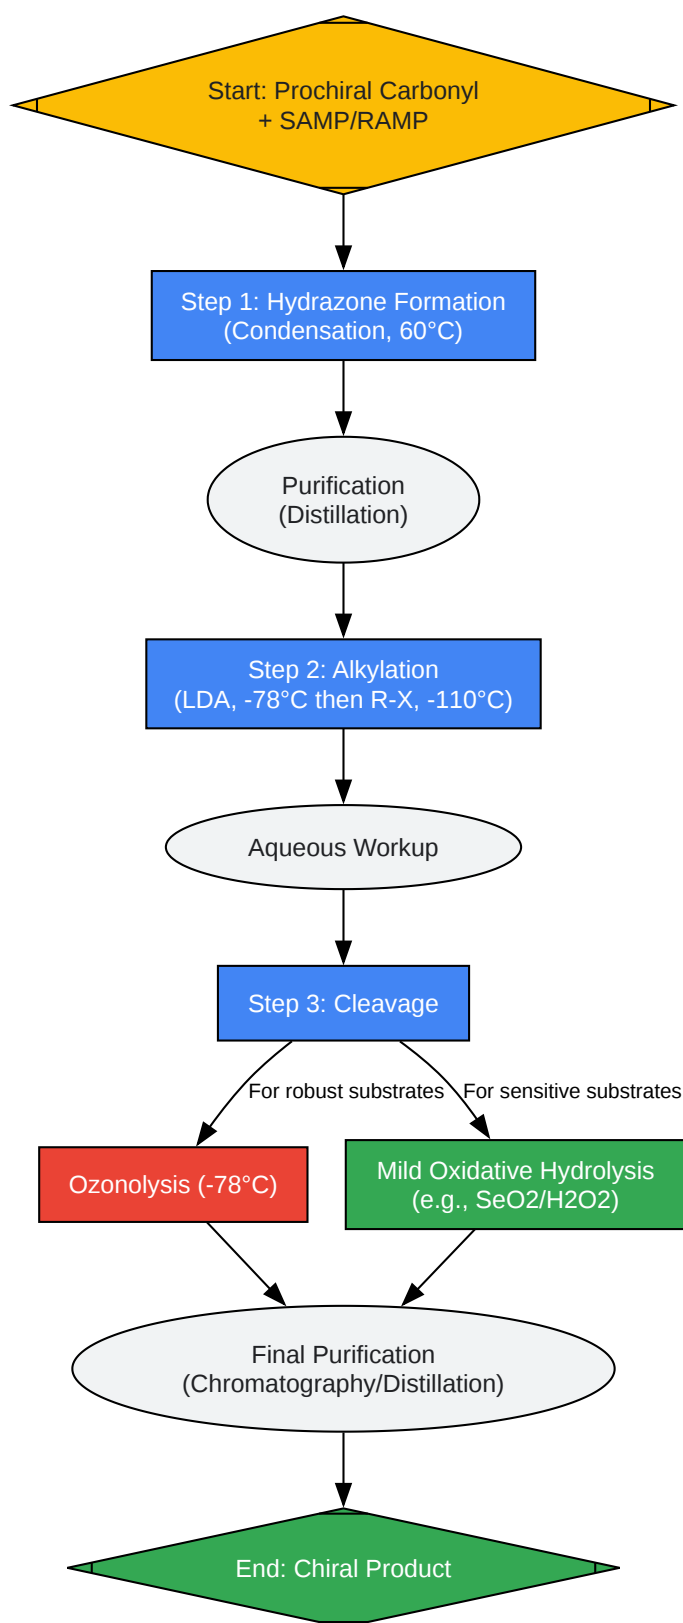 Start: Prochiral Carbonyl
+ SAMP/RAMP
Step 1: Hydrazone Formation
(Condensation, 60°C)
Purification
(Distillation)
Step 2: Alkylation
(LDA, -78°C then R-X, -110°C)
Aqueous Workup
Step 3: Cleavage
For robust substrates
For sensitive substrates
Ozonolysis (-78°C)
Mild Oxidative Hydrolysis
(e.g., SeO2/H2O2)
Final Purification
(Chromatography/Distillation)
End: Chiral Product